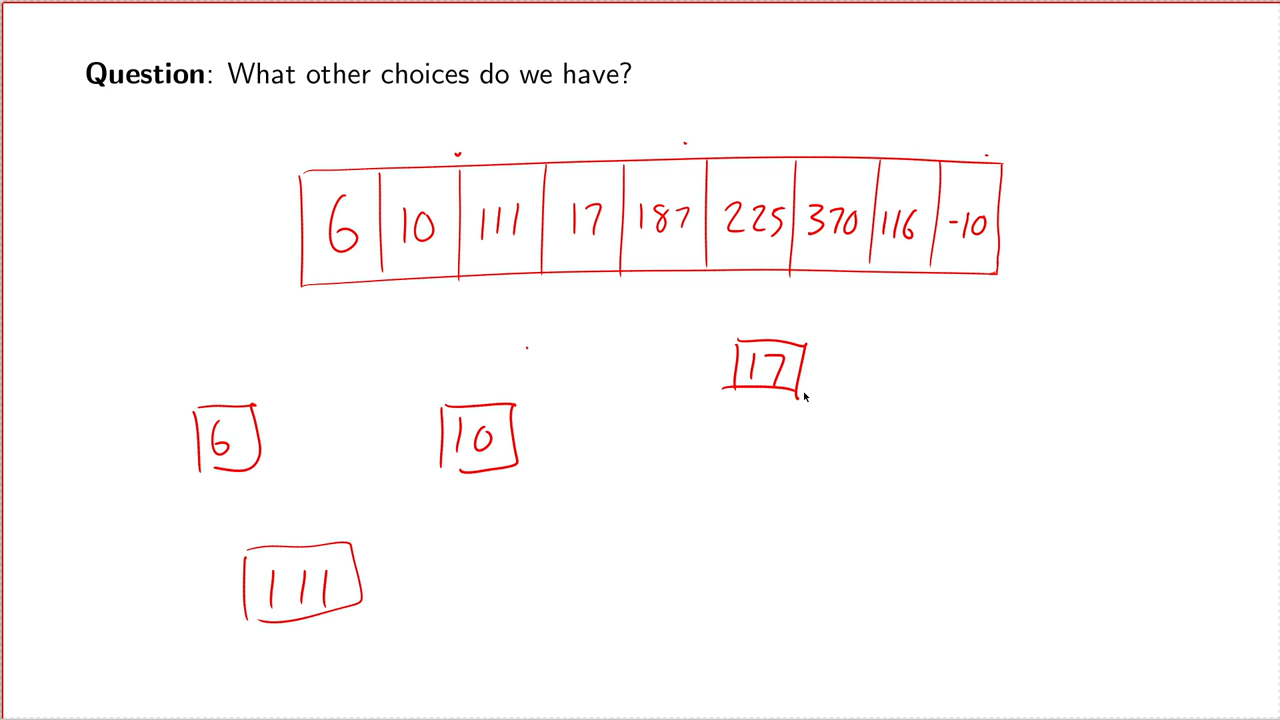 Question: What other choices do we have?
6 10 111 17 187 225 370 116 -10
17
6 10
111